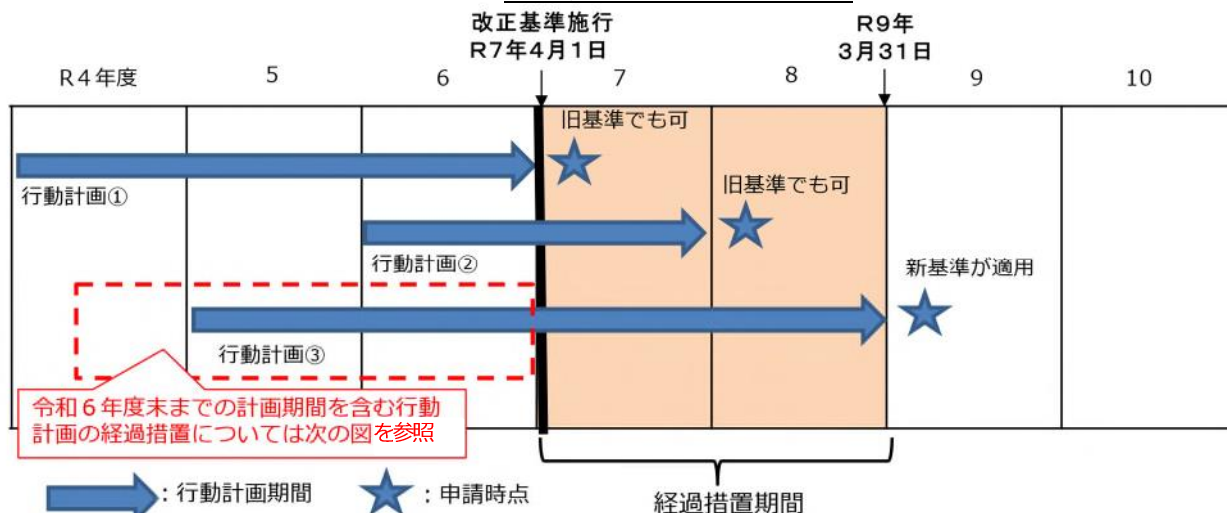 改正基準施行
R7年4月1日
R9年
3月31日
R4年度
5
6
7
8
9
10
旧基準でも可
行動計画①
旧基準でも可
行動計画②
新基準が適用
行動計画③
令和6年度末までの計画期間を含む行動
計画の経過措置については次の図を参照
：行動計画期間
：申請時点
経過措置期間